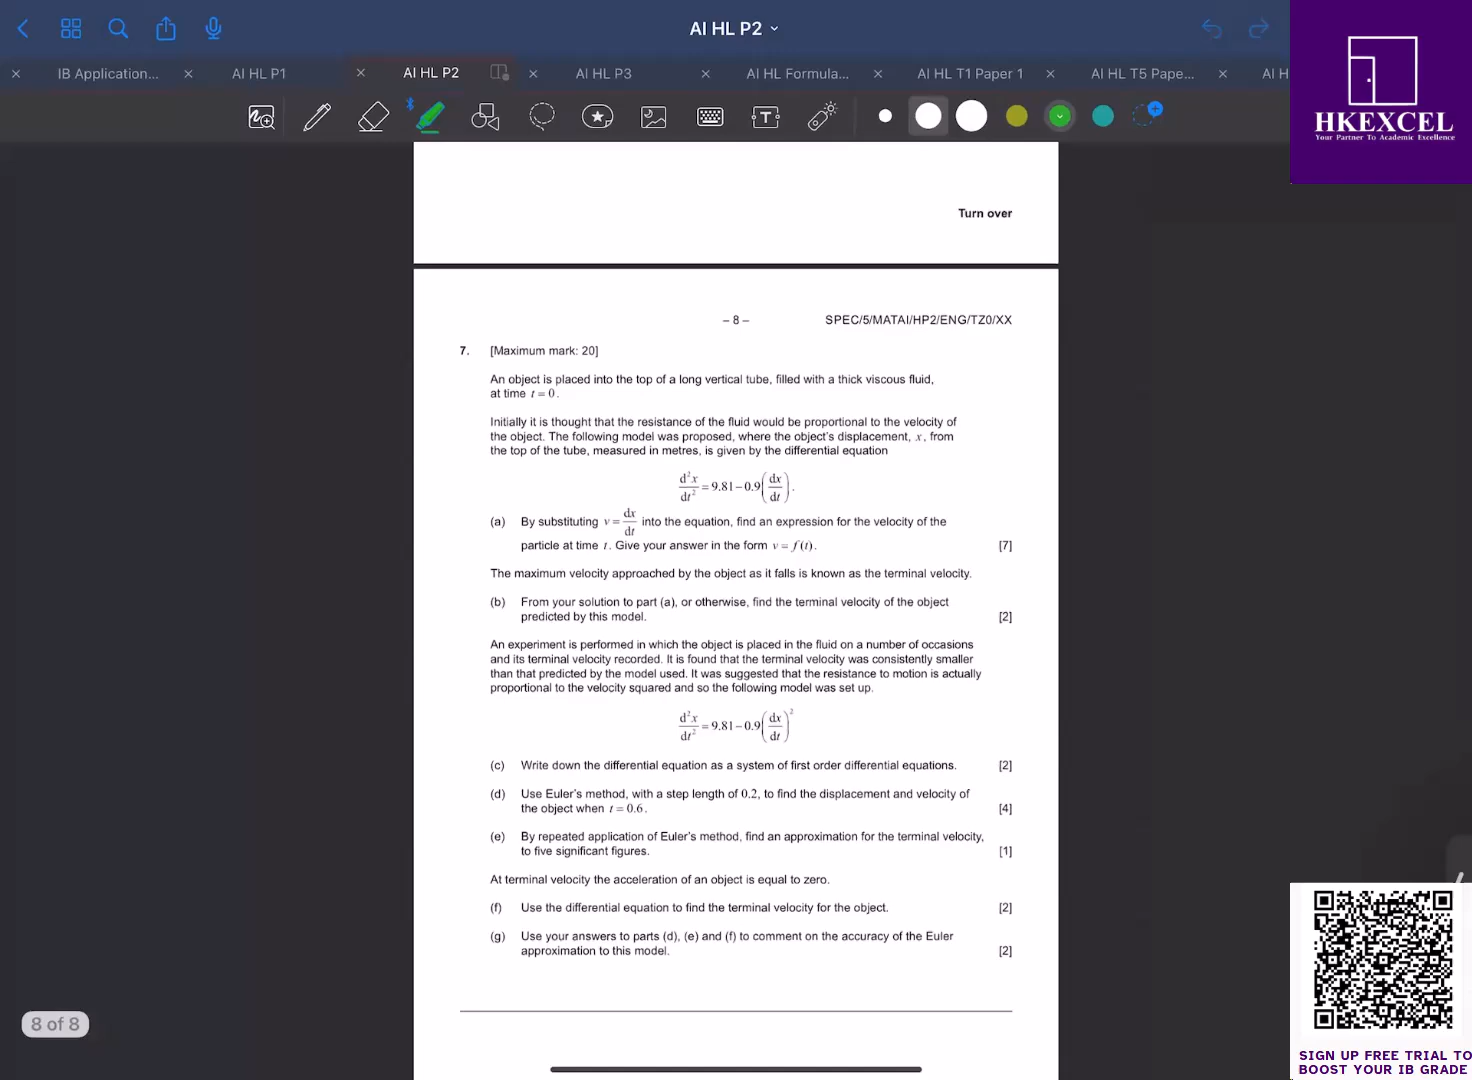 AI HL P2
IB Application...
AI HL P1
AI HL P2
AI HL P3
AI HL Formula...
AI HL T1 Paper 1
AI HL T5 Pape...
AI H
HKEXCEL
Your Partner To Academic Excellence
Turn over
– 8 –
SPEC/5/MATAI/HP2/ENG/TZ0/XX
7. [Maximum mark: 20]
An object is placed into the top of a long vertical tube, filled with a thick viscous fluid,
at time t = 0.
Initially it is thought that the resistance of the fluid would be proportional to the velocity of
the object. The following model was proposed, where the object's displacement, x, from
the top of the tube, measured in metres, is given by the differential equation
d²x/dt² = 9.81 – 0.9(dx/dt).
(a) By substituting v = dx/dt into the equation, find an expression for the velocity of the
particle at time t. Give your answer in the form v = f(t). [7]
The maximum velocity approached by the object as it falls is known as the terminal velocity.
(b) From your solution to part (a), or otherwise, find the terminal velocity of the object
predicted by this model. [2]
An experiment is performed in which the object is placed in the fluid on a number of occasions
and its terminal velocity recorded. It is found that the terminal velocity was consistently smaller
than that predicted by the model used. It was suggested that the resistance to motion is actually
proportional to the velocity squared and so the following model was set up.
d²x/dt² = 9.81 – 0.9(dx/dt)²
(c) Write down the differential equation as a system of first order differential equations. [2]
(d) Use Euler's method, with a step length of 0.2, to find the displacement and velocity of
the object when t = 0.6. [4]
(e) By repeated application of Euler's method, find an approximation for the terminal velocity,
to five significant figures. [1]
At terminal velocity the acceleration of an object is equal to zero.
(f) Use the differential equation to find the terminal velocity for the object. [2]
(g) Use your answers to parts (d), (e) and (f) to comment on the accuracy of the Euler
approximation to this model. [2]
8 of 8
SIGN UP FREE TRIAL TO
BOOST YOUR IB GRADE